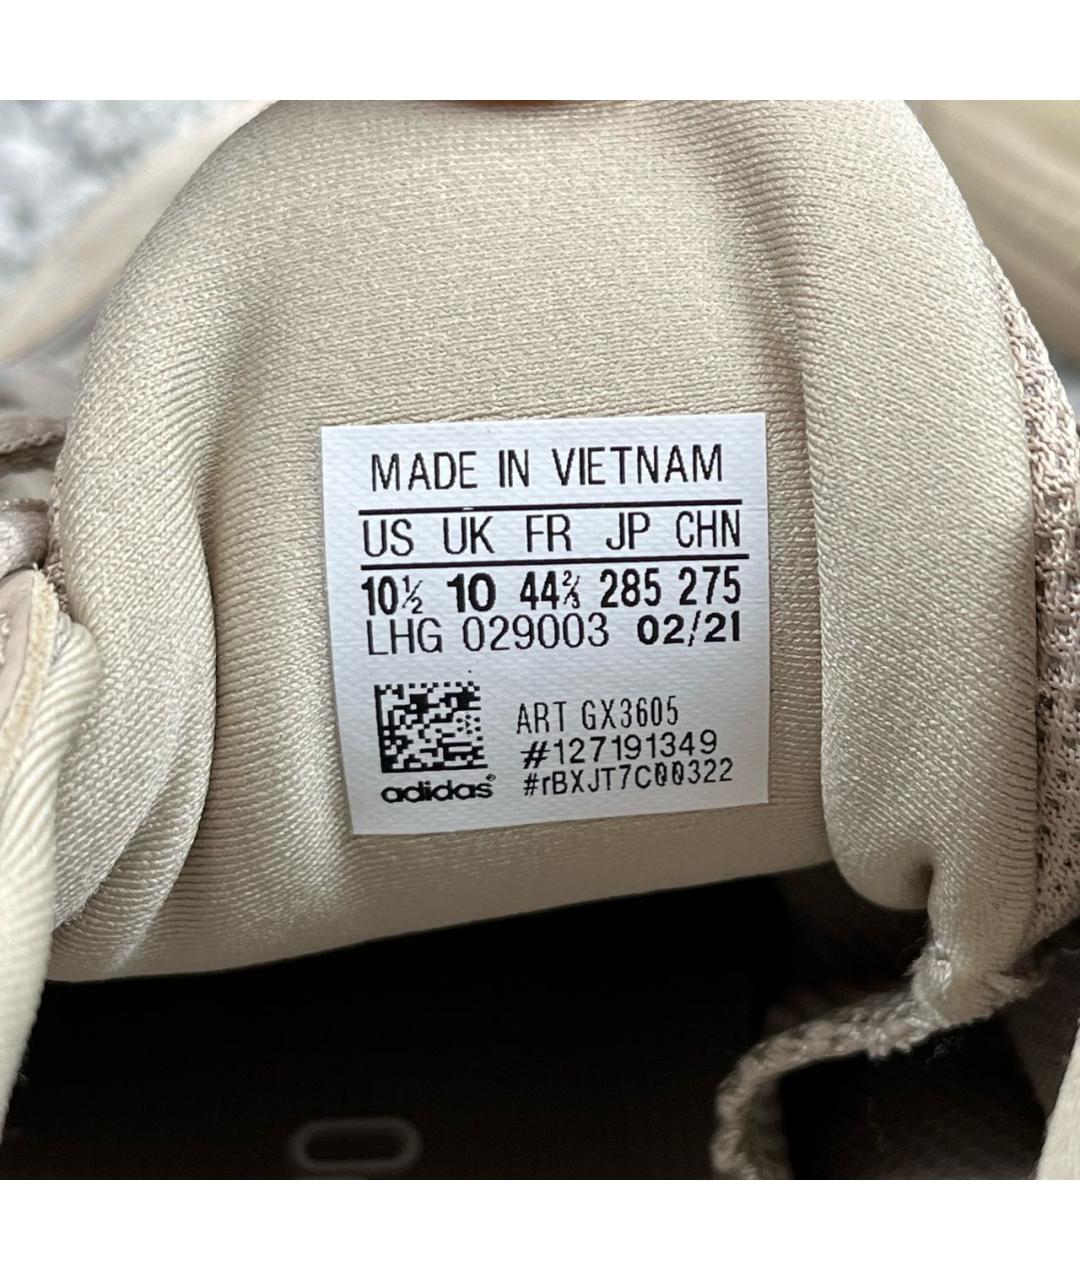 MADE IN VIETNAM
US UK FR JP CHN
10½ 10 44⅔ 285 275
LHG 029003 02/21
ART GX3605
#127191349
#rBXJT7C00322
adidas®